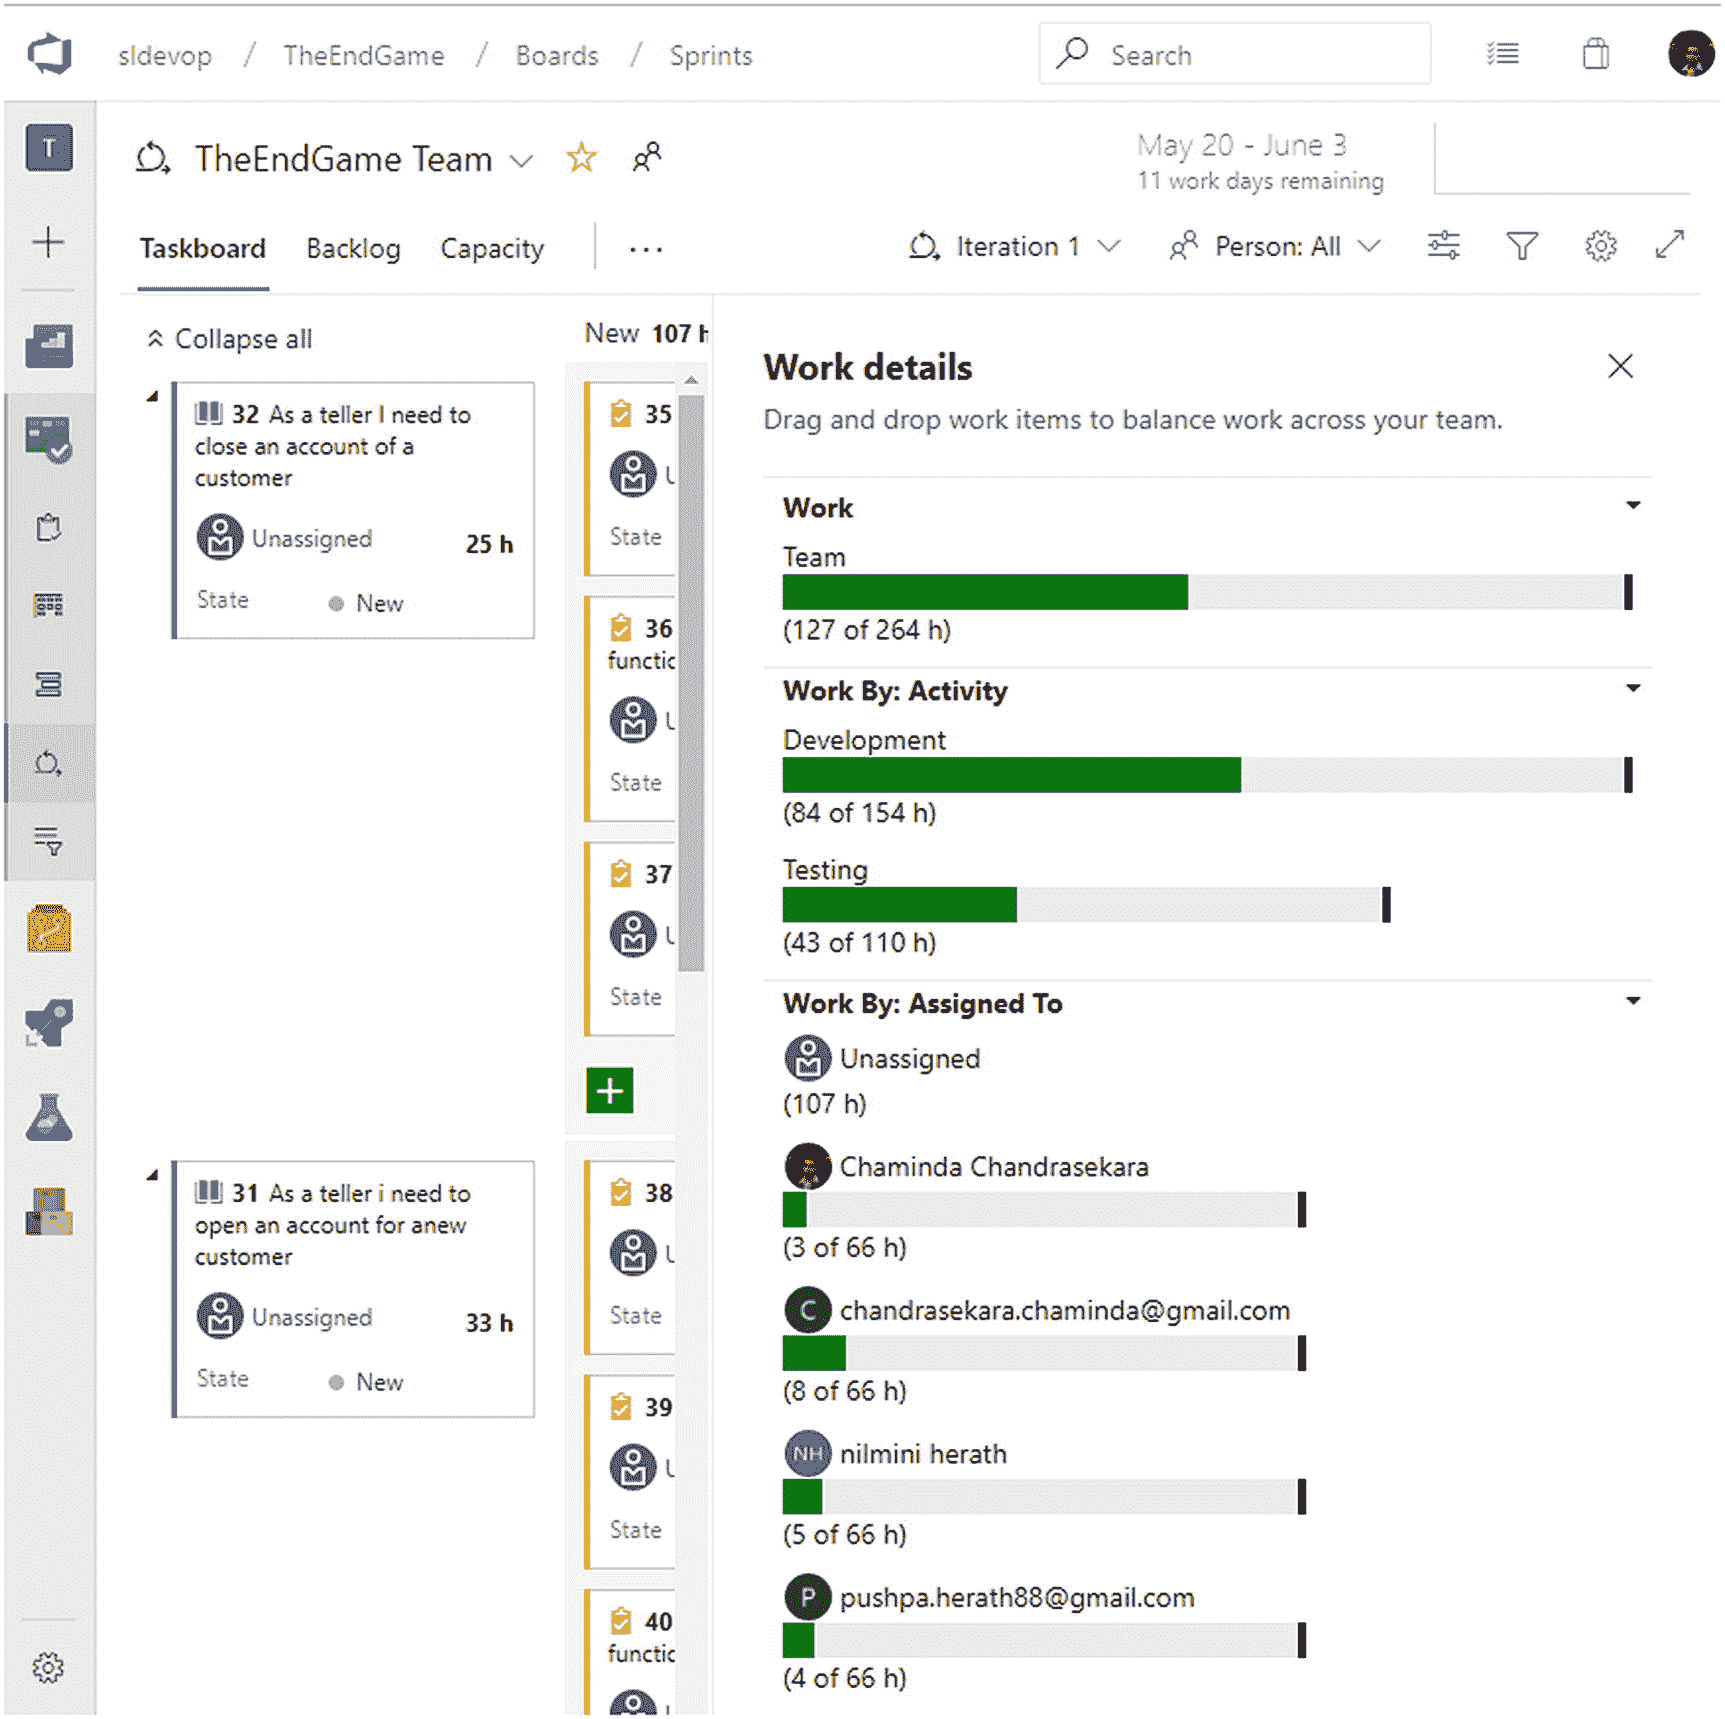 sldevop / TheEndGame / Boards / Sprints
Search
T
TheEndGame Team
May 20 - June 3
11 work days remaining
Taskboard Backlog Capacity ...
Iteration 1 Person: All
Collapse all
New 107 h
32 As a teller I need to
close an account of a
customer
Unassigned 25 h
State New
35
State
36
State
37
State
31 As a teller i need to
open an account for anew
customer
Unassigned 33 h
State New
38
State
39
State
40
Work details
Drag and drop work items to balance work across your team.
Work
Team
(127 of 264 h)
Work By: Activity
Development
(84 of 154 h)
Testing
(43 of 110 h)
Work By: Assigned To
Unassigned
(107 h)
Chaminda Chandrasekara
(3 of 66 h)
C chandrasekara.chaminda@gmail.com
(8 of 66 h)
NH nilmini herath
(5 of 66 h)
P pushpa.herath88@gmail.com
(4 of 66 h)